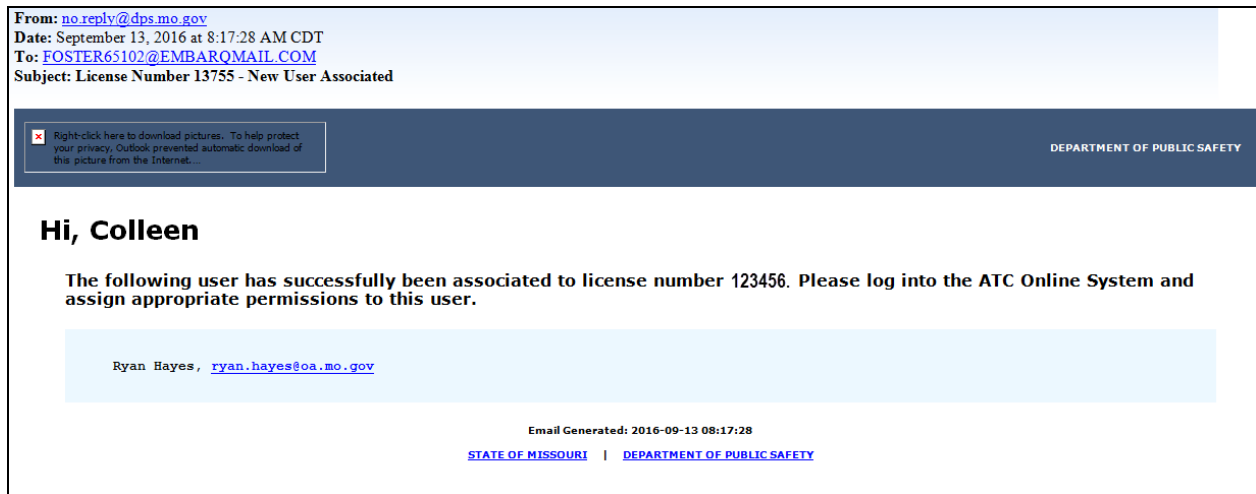 From: no.reply@dps.mo.gov
Date: September 13, 2016 at 8:17:28 AM CDT
To: FOSTER65102@EMBARQMAIL.COM
Subject: License Number 13755 - New User Associated
Right-click here to download pictures. To help protect
your privacy, Outlook prevented automatic download of
this picture from the Internet....
DEPARTMENT OF PUBLIC SAFETY
Hi, Colleen
The following user has successfully been associated to license number 123456. Please log into the ATC Online System and
assign appropriate permissions to this user.
Ryan Hayes, ryan.hayes@oa.mo.gov
Email Generated: 2016-09-13 08:17:28
STATE OF MISSOURI | DEPARTMENT OF PUBLIC SAFETY